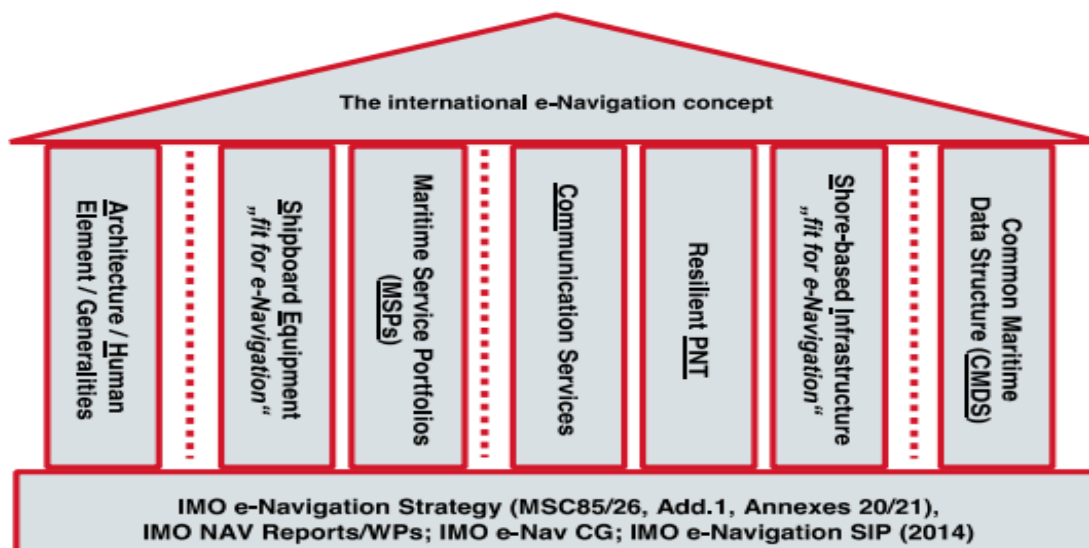 The international e-Navigation concept
Architecture / Human
Element / Generalities
Shipboard Equipment
„fit for e-Navigation“
Maritime Service Portfolios
(MSPs)
Communication Services
Resilient PNT
Shore-based Infrastructure
„fit for e-Navigation“
Common Maritime
Data Structure (CMDS)
IMO e-Navigation Strategy (MSC85/26, Add.1, Annexes 20/21),
IMO NAV Reports/WPs; IMO e-Nav CG; IMO e-Navigation SIP (2014)